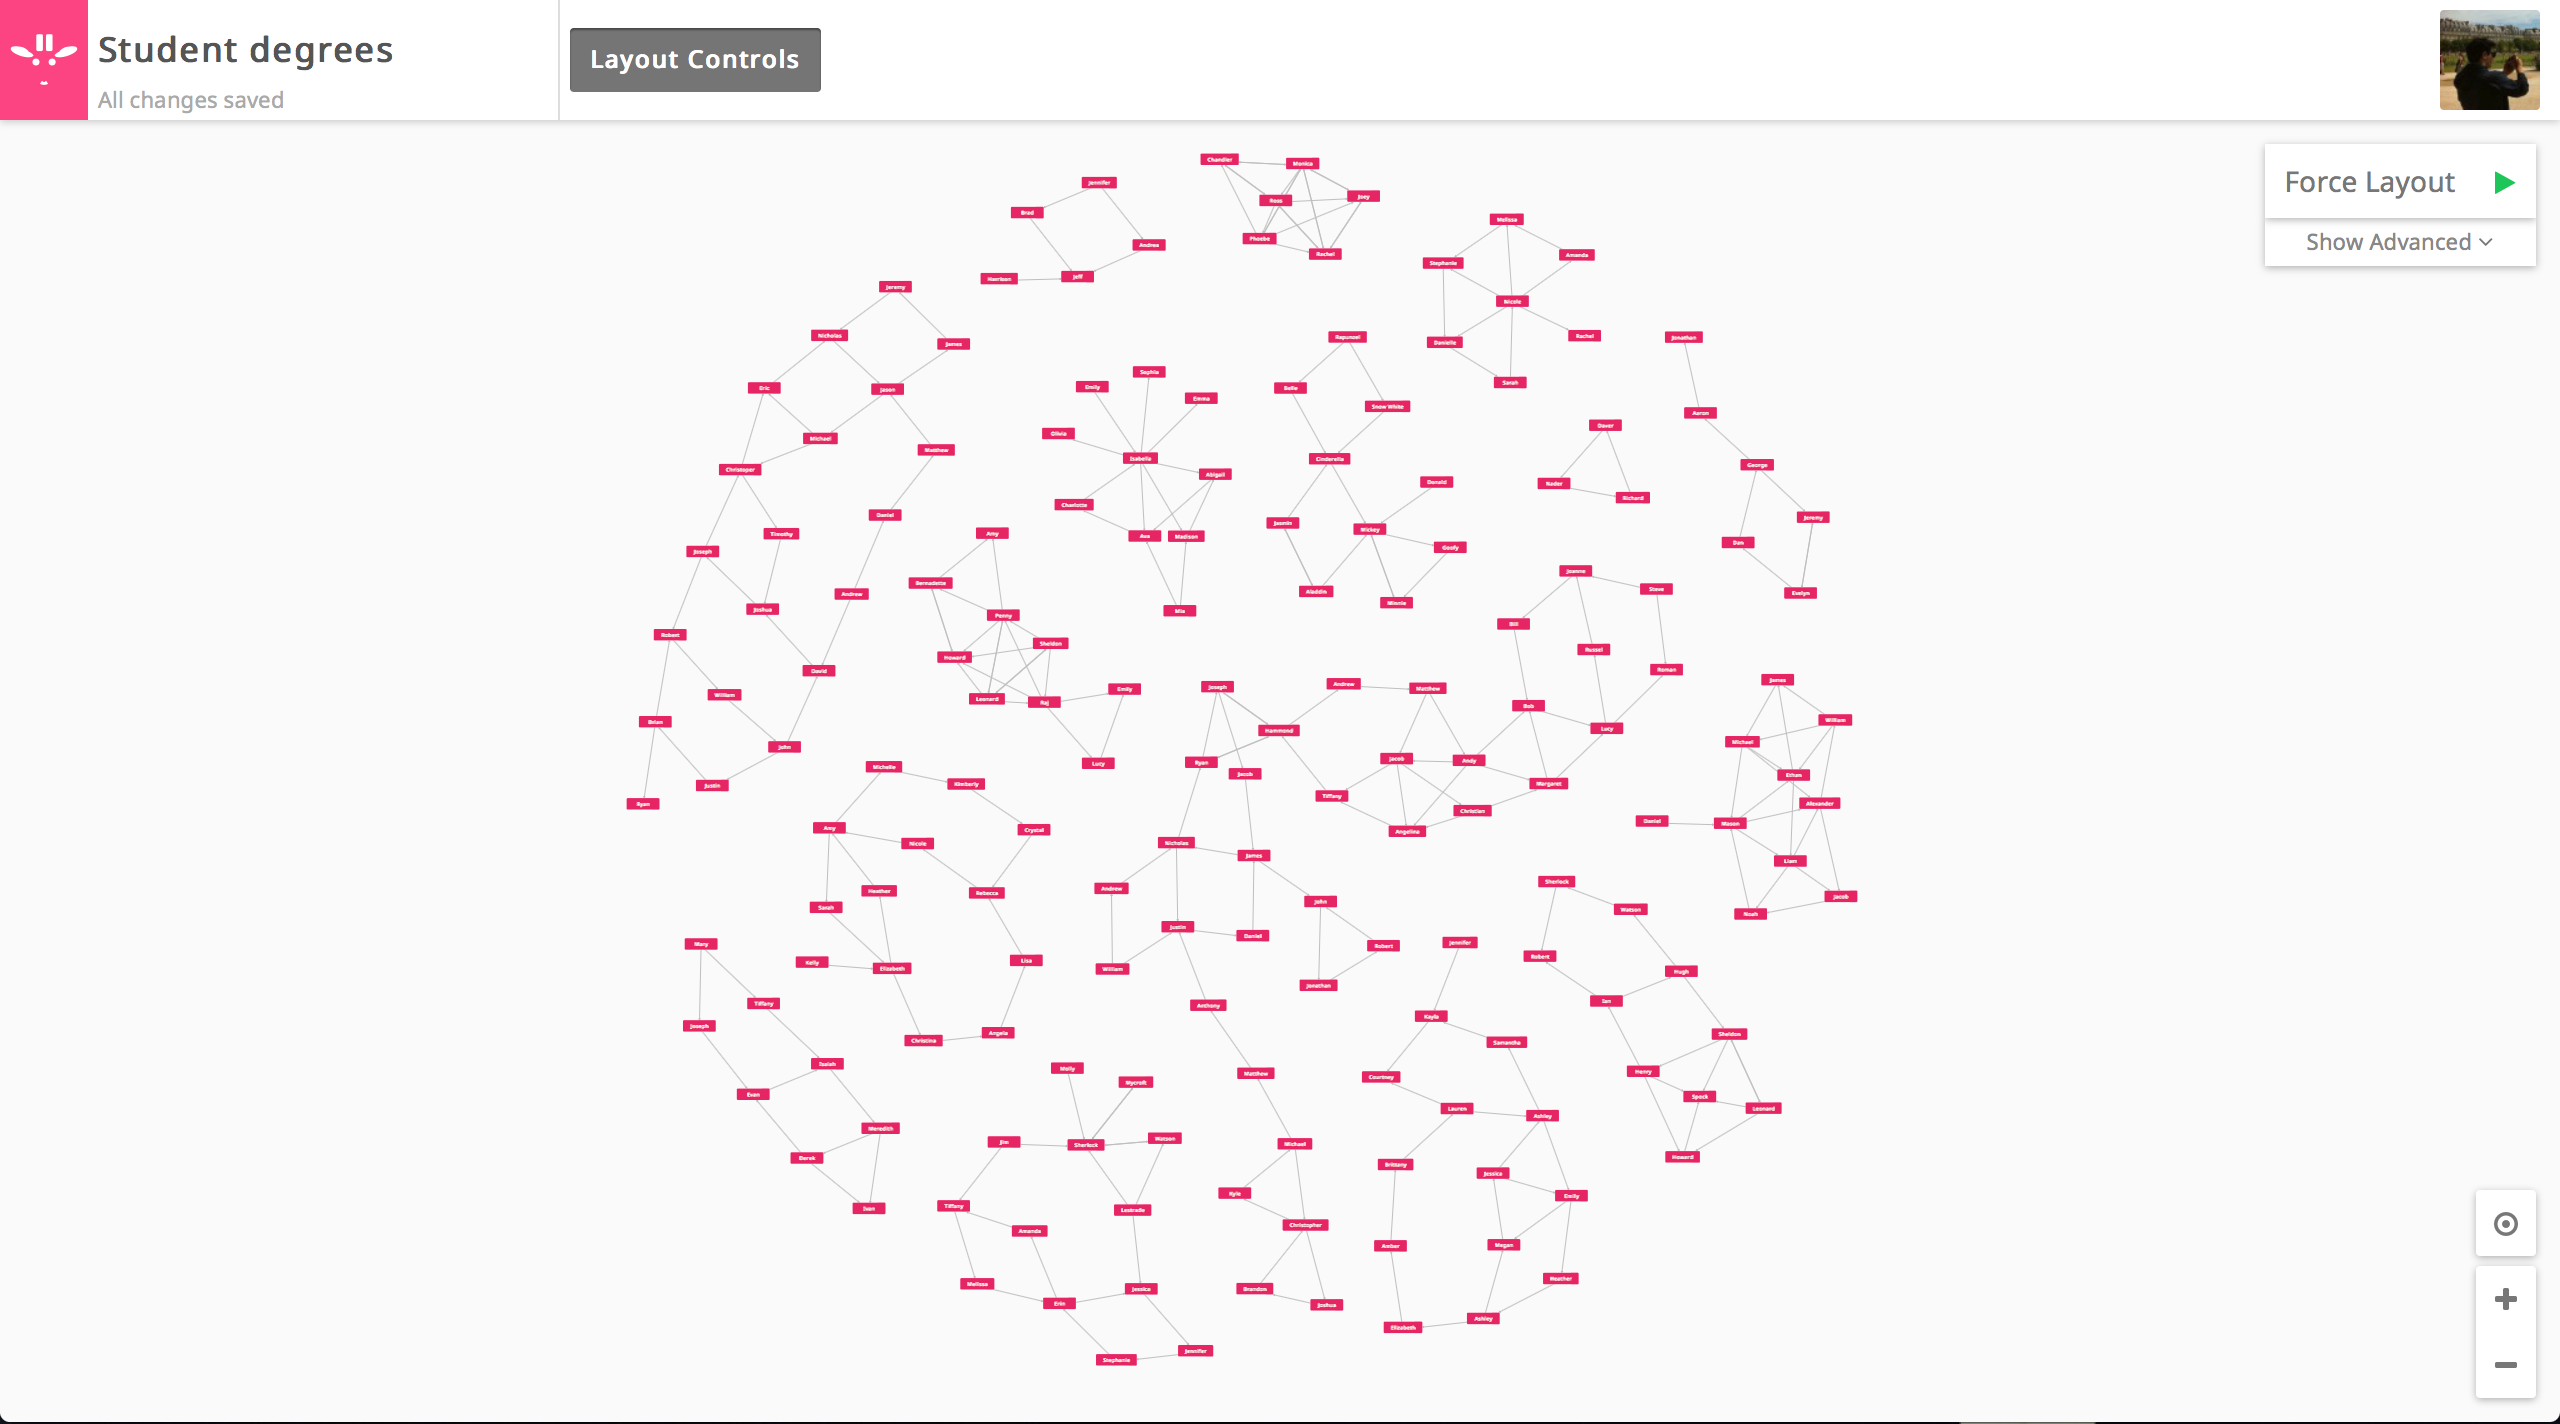 Student degrees
All changes saved
Layout Controls
Force Layout
Show Advanced
Chandler
Monica
Jennifer
Ross
Joey
Brad
Melissa
Phoebe
Andrea
Rachel
Amanda
Stephanie
Harrison
Jeff
Jeremy
Nicole
Nicholas
Rachel
Rapunzel
Jonathan
Danielle
James
Sophia
Sarah
Emily
Eric
Belle
Jason
Emma
Snow White
Aaron
Daver
Olivia
Michael
Matthew
Isabella
Cinderella
George
Christoper
Abigail
Donald
Nader
Richard
Charlotte
Daniel
Jeremy
Jasmin
Mickey
Amy
Timothy
Ava
Madison
Dan
Goofy
Joseph
Joanne
Bernadette
Steve
Aladdin
Evelyn
Andrew
Minnie
Joshua
Mia
Penny
Bill
Robert
Sheldon
Russel
Howard
Roman
David
James
Andrew
Joseph
Matthew
Emily
William
Leonard
Raj
Bob
William
Brian
Lucy
Hammond
Michael
John
Jacob
Andy
Ryan
Lucy
Michelle
Jacob
Ethan
Kimberly
Margaret
Justin
Tiffany
Ryan
Alexander
Christian
Daniel
Mason
Amy
Crystal
Angelina
Nicholas
Nicole
James
Liam
Sherlock
Andrew
Heather
Rebecca
Jacob
John
Sarah
Watson
Noah
Justin
Daniel
Jennifer
Mary
Robert
Robert
Lisa
Kelly
Elizabeth
William
Hugh
Jonathan
Ian
Tiffany
Anthony
Kayla
Joseph
Angela
Sheldon
Christina
Samantha
Isaiah
Molly
Henry
Matthew
Courtney
Mycroft
Evan
Spock
Lauren
Leonard
Ashley
Meredith
Watson
Jim
Michael
Sherlock
Howard
Derek
Brittany
Jessica
Kyle
Emily
Tiffany
Ivan
Lestrade
Christopher
Amanda
Megan
Amber
Heather
Melissa
Brandon
Jessica
Erin
Joshua
Ashley
Elizabeth
Jennifer
Stephanie